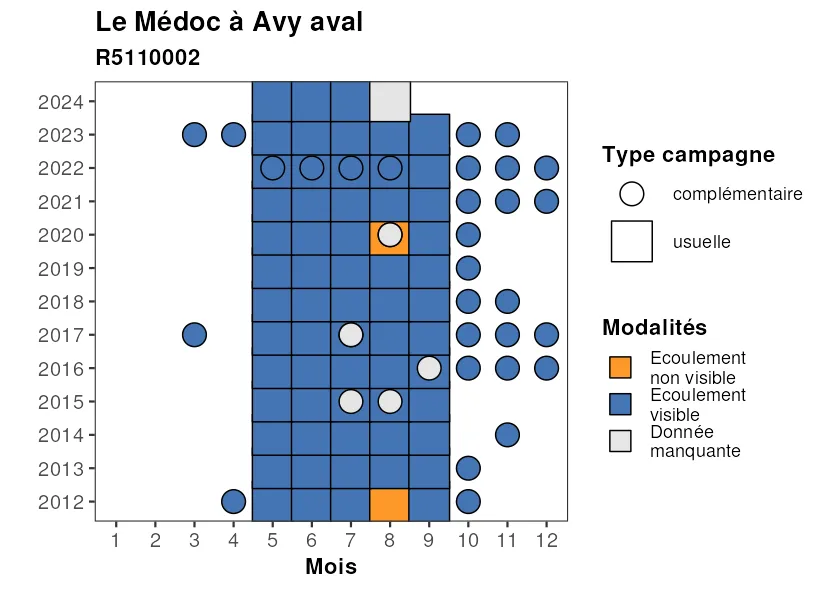 Le Médoc à Avy aval
R5110002
2024
2023
2022
2021
2020
2019
2018
2017
2016
2015
2014
2013
2012
1 2 3 4 5 6 7 8 9 10 11 12
Mois
Type campagne
complémentaire
usuelle
Modalités
Ecoulement
non visible
Ecoulement
visible
Donnée
manquante